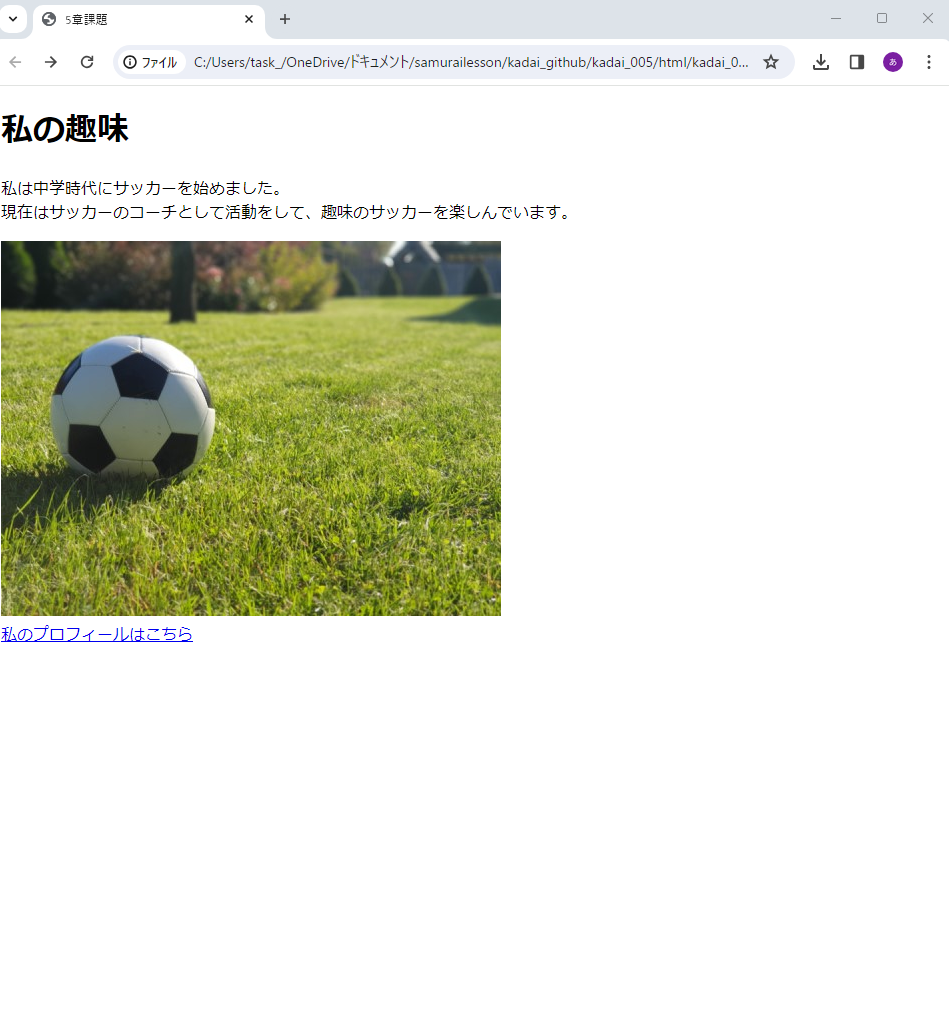 5章課題
ファイル
C:/Users/task_/OneDrive/ドキュメント/samurailesson/kadai_github/kadai_005/html/kadai_0...
あ
私の趣味
私は中学時代にサッカーを始めました。
現在はサッカーのコーチとして活動をして、趣味のサッカーを楽しんでいます。
私のプロフィールはこちら